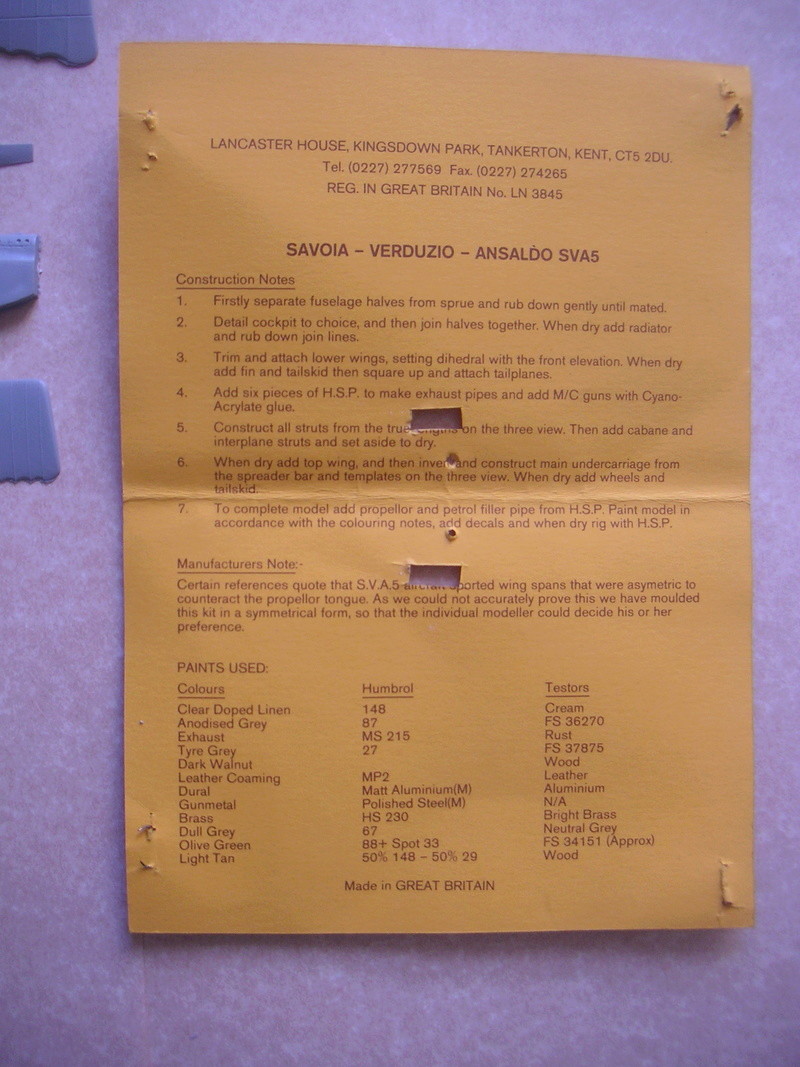 LANCASTER HOUSE, KINGSDOWN PARK, TANKERTON, KENT, CT5 2DU.
Tel. (0227) 277569 Fax. (0227) 274265
REG. IN GREAT BRITAIN No. LN 3845
SAVOIA – VERDUZIO – ANSALDO SVA5
Construction Notes
1. Firstly separate fuselage halves from sprue and rub down gently until mated.
2. Detail cockpit to choice, and then join halves together. When dry add radiator
and rub down join lines.
3. Trim and attach lower wings, setting dihedral with the front elevation. When dry
add fin and tailskid then square up and attach tailplanes.
4. Add six pieces of H.S.P. to make exhaust pipes and add M/C guns with Cyano-
Acrylate glue.
5. Construct all struts from the true lengths on the three view. Then add cabane and
interplane struts and set aside to dry.
6. When dry add top wing, and then invert and construct main undercarriage from
the spreader bar and templates on the three view. When dry add wheels and
tailskid.
7. To complete model add propellor and petrol filler pipe from H.S.P. Paint model in
accordance with the colouring notes, add decals and when dry rig with H.S.P.
Manufacturers Note:-
Certain references quote that S.V.A.5 aircraft sported wing spans that were asymetric to
counteract the propellor tongue. As we could not accurately prove this we have moulded
this kit in a symmetrical form, so that the individual modeller could decide his or her
preference.
PAINTS USED:
Colours Humbrol Testors
Clear Doped Linen 148 Cream
Anodised Grey 87 FS 36270
Exhaust MS 215 Rust
Tyre Grey 27 FS 37875
Dark Walnut Wood
Leather Coaming MP2 Leather
Dural Matt Aluminium(M) Aluminium
Gunmetal Polished Steel(M) N/A
Brass HS 230 Bright Brass
Dull Grey 67 Neutral Grey
Olive Green 88+ Spot 33 FS 34151 (Approx)
Light Tan 50% 148 – 50% 29 Wood
Made in GREAT BRITAIN